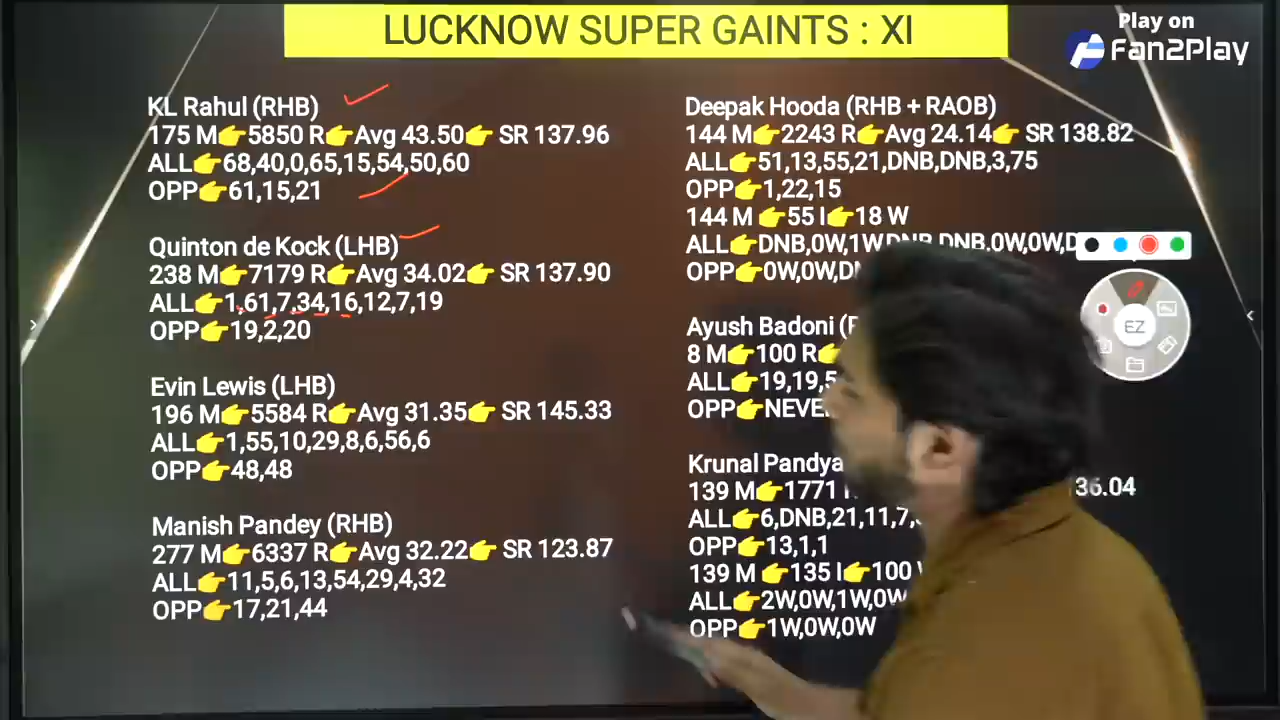 LUCKNOW SUPER GAINTS : XI
Play on
Fan2Play
KL Rahul (RHB)
175 M👉5850 R👉Avg 43.50👉 SR 137.96
ALL👉68,40,0,65,15,54,50,60
OPP👉61,15,21
Quinton de Kock (LHB)
238 M👉7179 R👉Avg 34.02👉 SR 137.90
ALL👉1,61,7,34,16,12,7,19
OPP👉19,2,20
Evin Lewis (LHB)
196 M👉5584 R👉Avg 31.35👉 SR 145.33
ALL👉1,55,10,29,8,6,56,6
OPP👉48,48
Manish Pandey (RHB)
277 M👉6337 R👉Avg 32.22👉 SR 123.87
ALL👉11,5,6,13,54,29,4,32
OPP👉17,21,44
Deepak Hooda (RHB + RAOB)
144 M👉2243 R👉Avg 24.14👉 SR 138.82
ALL👉51,13,55,21,DNB,DNB,3,75
OPP👉1,22,15
144 M 👉55 I👉18 W
ALL👉DNB,0W,1W,DNB,DNB,0W,0W,
OPP👉0W,0W,
EZ
Ayush Badoni
8 M👉100 R👉
ALL👉19,19,
OPP👉
Krunal Pandya
139 M👉1771 36.04
ALL👉6,DNB,21,11,7,
OPP👉13,1,1
139 M 👉135 I👉100
ALL👉2W,0W,1W,0W
OPP👉1W,0W,0W